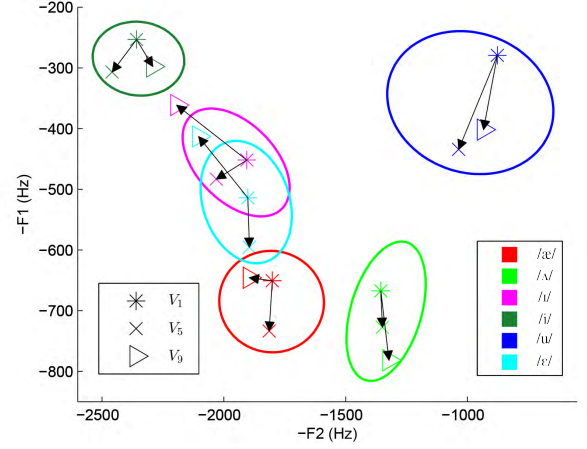 −200
−300
−400
−500
−600
−700
−800
−F1 (Hz)
−2500
−2000
−1500
−1000
−F2 (Hz)
V1
V5
V9
/æ/
/ʌ/
/ɪ/
/i/
/u/
/ɛ/